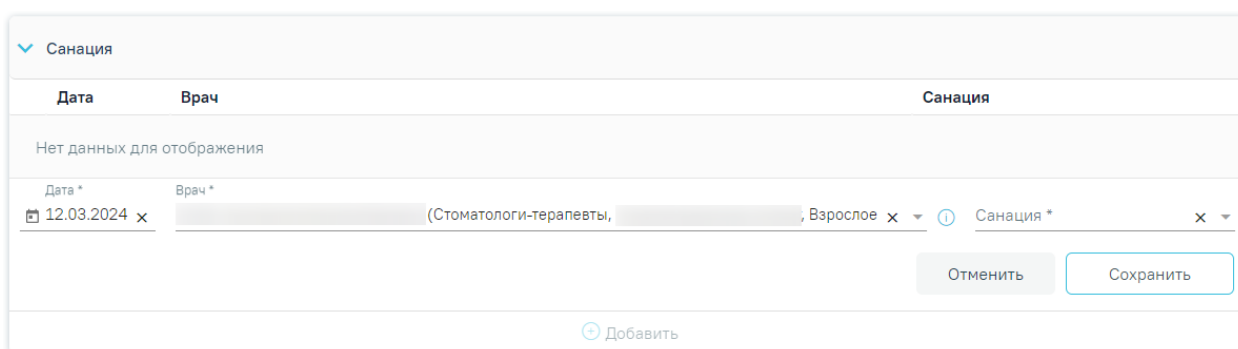 Санация
Дата Врач Санация
Нет данных для отображения
Дата * Врач *
12.03.2024 (Стоматологи-терапевты, , Взрослое Санация *
Отменить Сохранить
Добавить